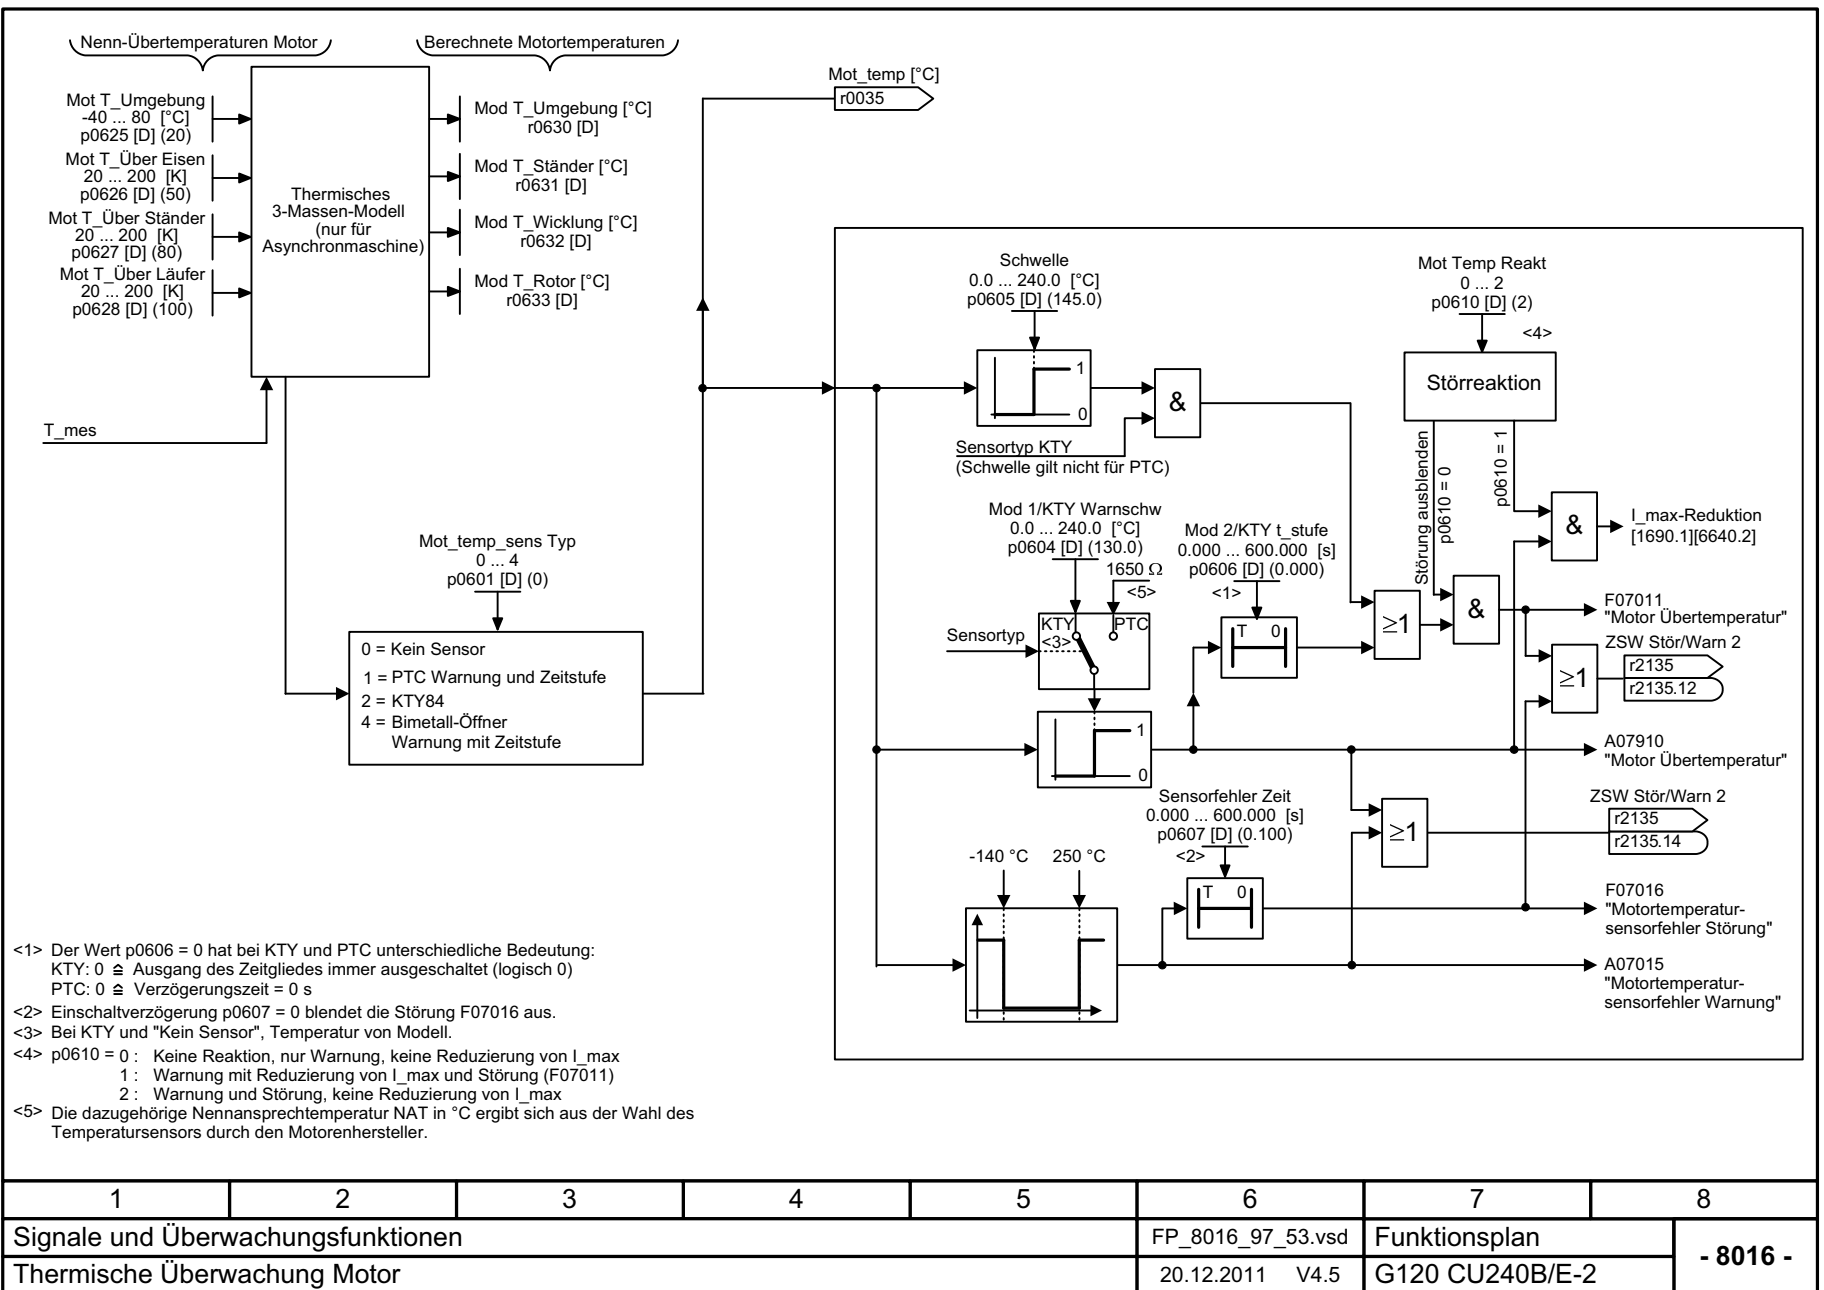 Nenn-Übertemperaturen Motor
Berechnete Motortemperaturen
Mot T_Umgebung
-40 ... 80 [°C]
p0625 [D] (20)
Mot T_Über Eisen
20 ... 200 [K]
p0626 [D] (50)
Mot T_Über Ständer
20 ... 200 [K]
p0627 [D] (80)
Mot T_Über Läufer
20 ... 200 [K]
p0628 [D] (100)
Thermisches
3-Massen-Modell
(nur für
Asynchronmaschine)
Mod T_Umgebung [°C]
r0630 [D]
Mod T_Ständer [°C]
r0631 [D]
Mod T_Wicklung [°C]
r0632 [D]
Mod T_Rotor [°C]
r0633 [D]
T_mes
Mot_temp [°C]
r0035
Mot_temp_sens Typ
0 ... 4
p0601 [D] (0)
0 = Kein Sensor
1 = PTC Warnung und Zeitstufe
2 = KTY84
4 = Bimetall-Öffner
Warnung mit Zeitstufe
Schwelle
0.0 ... 240.0 [°C]
p0605 [D] (145.0)
1
0
&
Sensortyp KTY
(Schwelle gilt nicht für PTC)
Mot Temp Reakt
0 ... 2
p0610 [D] (2)
<4>
Störreaktion
Störung ausblenden
p0610 = 0
p0610 = 1
&
I_max-Reduktion
[1690.1][6640.2]
Mod 1/KTY Warnschw
0.0 ... 240.0 [°C]
p0604 [D] (130.0)
1650 Ω
<5>
Sensortyp
KTY
<3>
PTC
1
0
Mod 2/KTY t_stufe
0.000 ... 600.000 [s]
p0606 [D] (0.000)
<1>
T 0
≥1
&
F07011
"Motor Übertemperatur"
ZSW Stör/Warn 2
≥1
r2135
r2135.12
A07910
"Motor Übertemperatur"
Sensorfehler Zeit
0.000 ... 600.000 [s]
p0607 [D] (0.100)
<2>
T 0
≥1
ZSW Stör/Warn 2
r2135
r2135.14
-140 °C 250 °C
F07016
"Motortemperatur-
sensorfehler Störung"
A07015
"Motortemperatur-
sensorfehler Warnung"
<1> Der Wert p0606 = 0 hat bei KTY und PTC unterschiedliche Bedeutung:
KTY: 0 ≙ Ausgang des Zeitgliedes immer ausgeschaltet (logisch 0)
PTC: 0 ≙ Verzögerungszeit = 0 s
<2> Einschaltverzögerung p0607 = 0 blendet die Störung F07016 aus.
<3> Bei KTY und "Kein Sensor", Temperatur von Modell.
<4> p0610 = 0 : Keine Reaktion, nur Warnung, keine Reduzierung von I_max
1 : Warnung mit Reduzierung von I_max und Störung (F07011)
2 : Warnung und Störung, keine Reduzierung von I_max
<5> Die dazugehörige Nennansprechtemperatur NAT in °C ergibt sich aus der Wahl des
Temperatursensors durch den Motorenhersteller.
1 2 3 4 5 6 7 8
Signale und Überwachungsfunktionen
FP_8016_97_53.vsd
Funktionsplan
- 8016 -
Thermische Überwachung Motor
20.12.2011 V4.5
G120 CU240B/E-2